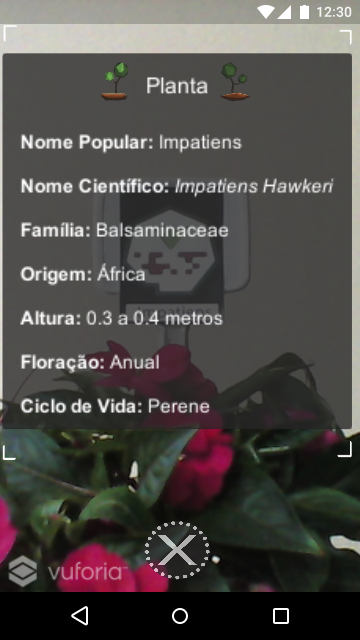 12:30
Planta
Nome Popular: Impatiens
Nome Científico: Impatiens Hawkeri
Família: Balsaminaceae
Origem: África
Altura: 0.3 a 0.4 metros
Floração: Anual
Ciclo de Vida: Perene
vuforia™